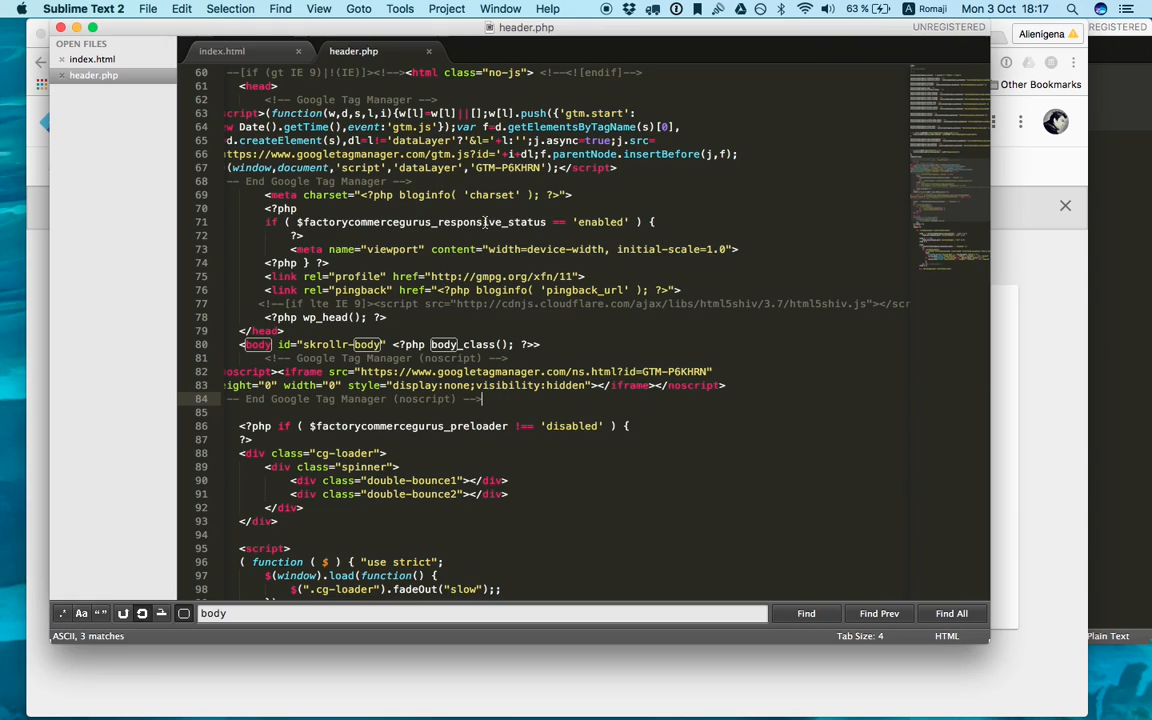 Sublime Text 2 File Edit Selection Find View Goto Tools Project Window Help 63% Romaji Mon 3 Oct 18:17
header.php UNREGISTERED
OPEN FILES
index.html
header.php
index.html header.php
Alienigena
Other Bookmarks
60 --[if (gt IE 9)|!(IE)]><!--><html class="no-js"> <!--<![endif]-->
61 <head>
62 <!-- Google Tag Manager -->
63 script>(function(w,d,s,l,i){w[l]=w[l]||[];w[l].push({'gtm.start':
64 w Date().getTime(),event:'gtm.js'});var f=d.getElementsByTagName(s)[0],
65 d.createElement(s),dl=l!='dataLayer'?'&l='+l:'';j.async=true;j.src=
66 https://www.googletagmanager.com/gtm.js?id='+i+dl;f.parentNode.insertBefore(j,f);
67 (window,document,'script','dataLayer','GTM-P6KHRN');</script>
68 -- End Google Tag Manager -->
69 <meta charset="<?php bloginfo( 'charset' ); ?>">
70 <?php
71 if ( $factorycommercegurus_responsive_status == 'enabled' ) {
72 ?>
73 <meta name="viewport" content="width=device-width, initial-scale=1.0">
74 <?php } ?>
75 <link rel="profile" href="http://gmpg.org/xfn/11">
76 <link rel="pingback" href="<?php bloginfo( 'pingback_url' ); ?>">
77 <!--[if lte IE 9]><script src="http://cdnjs.cloudflare.com/ajax/libs/html5shiv/3.7/html5shiv.js"></scr
78 <?php wp_head(); ?>
79 </head>
80 <body id="skrollr-body" <?php body_class(); ?>>
81 <!-- Google Tag Manager (noscript) -->
82 noscript><iframe src="https://www.googletagmanager.com/ns.html?id=GTM-P6KHRN"
83 eight="0" width="0" style="display:none;visibility:hidden"></iframe></noscript>
84 -- End Google Tag Manager (noscript) -->
85
86 <?php if ( $factorycommercegurus_preloader !== 'disabled' ) {
87 ?>
88 <div class="cg-loader">
89 <div class="spinner">
90 <div class="double-bounce1"></div>
91 <div class="double-bounce2"></div>
92 </div>
93 </div>
94
95 <script>
96 ( function ( $ ) { "use strict";
97 $(window).load(function() {
98 $(".cg-loader").fadeOut("slow");;
.* Aa “” body Find Find Prev Find All
ASCII, 3 matches Tab Size: 4 HTML
Plain Text
UNREGISTERED